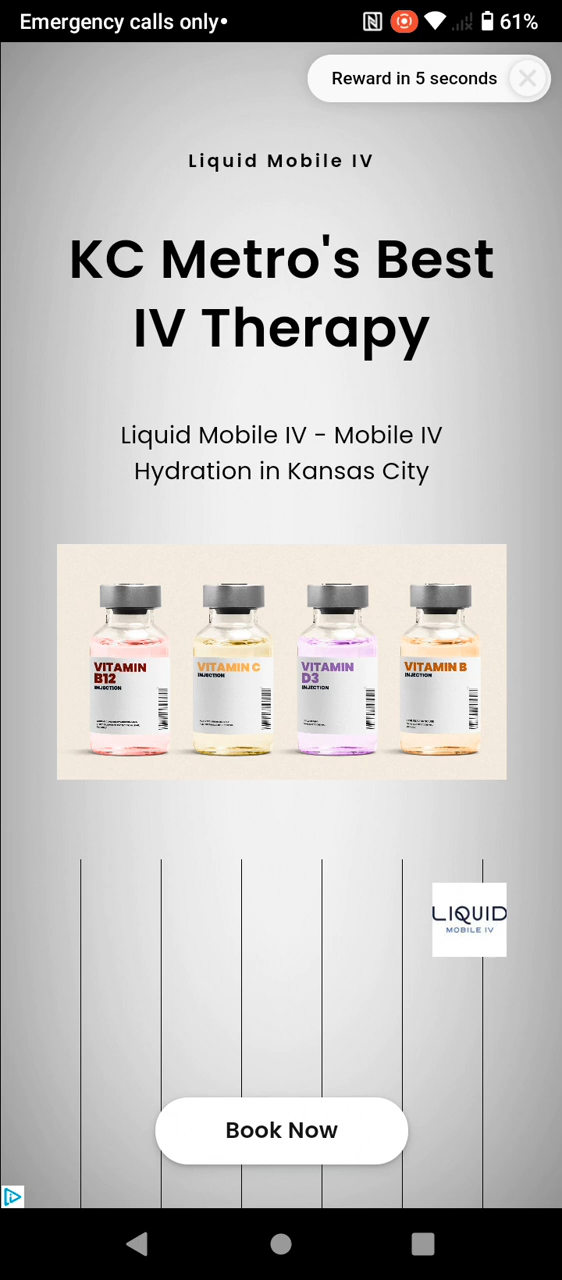 Emergency calls only•
61%
Reward in 5 seconds
Liquid Mobile IV
KC Metro's Best
IV Therapy
Liquid Mobile IV - Mobile IV
Hydration in Kansas City
VITAMIN
B12
INJECTION
VITAMIN C
INJECTION
VITAMIN
D3
INJECTION
VITAMIN B
INJECTION
LIQUID
MOBILE IV
Book Now